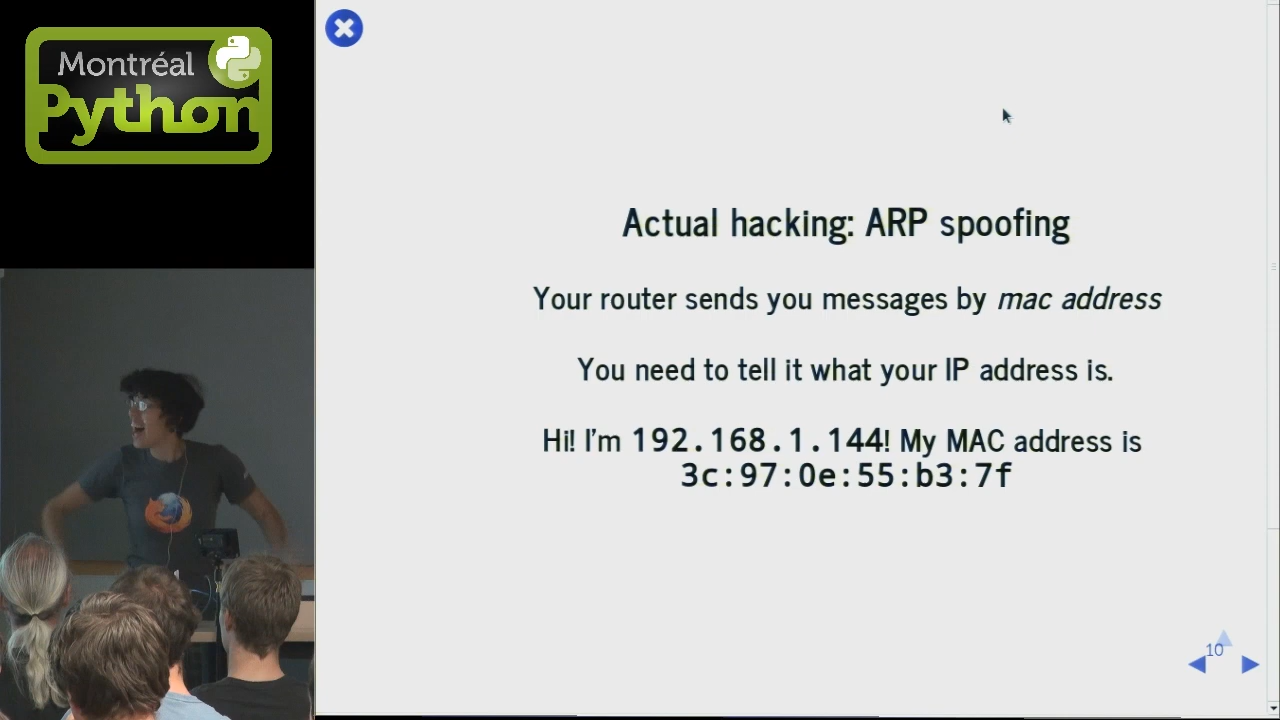 Montréal
Python
Actual hacking: ARP spoofing
Your router sends you messages by mac address
You need to tell it what your IP address is.
Hi! I'm 192.168.1.144! My MAC address is
3c:97:0e:55:b3:7f
10